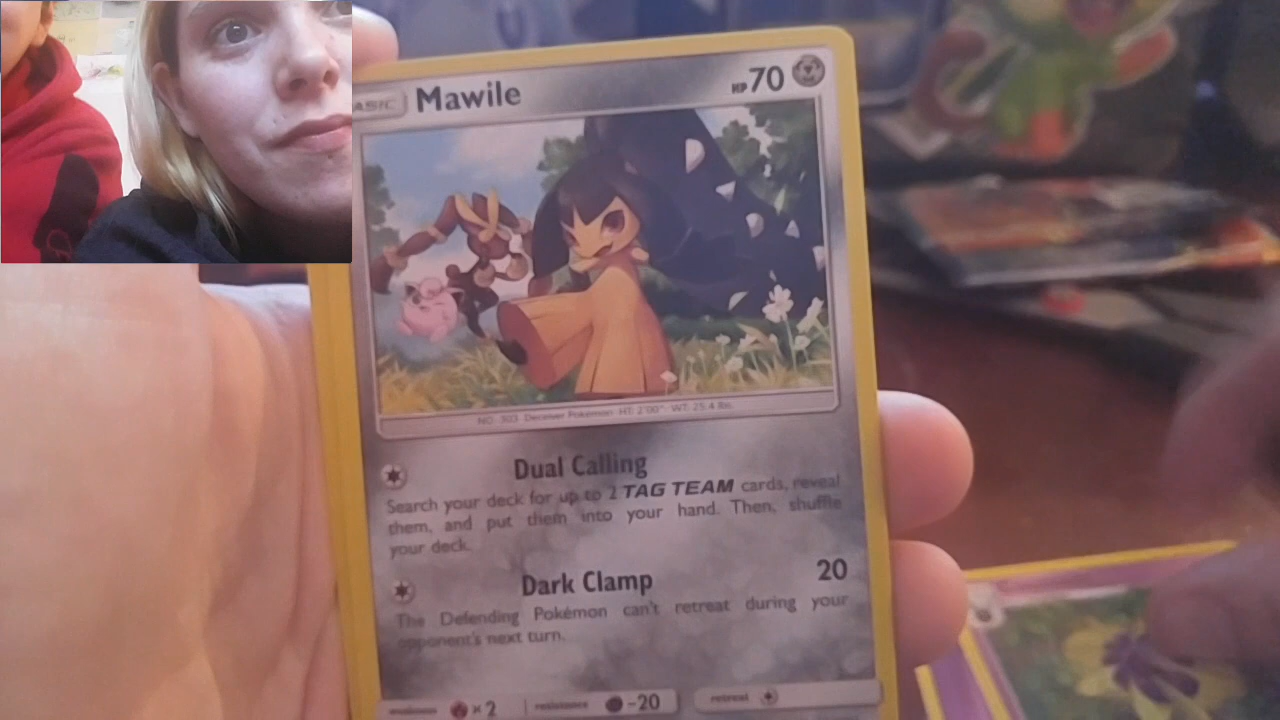 BASIC Mawile HP 70
NO. 303 Deceiver Pokémon HT: 2'00" WT: 25.4 lbs.
Dual Calling
Search your deck for up to 2 TAG TEAM cards, reveal
them, and put them into your hand. Then, shuffle
your deck.
Dark Clamp 20
The Defending Pokémon can't retreat during your
opponent's next turn.
weakness ×2 resistance -20 retreat